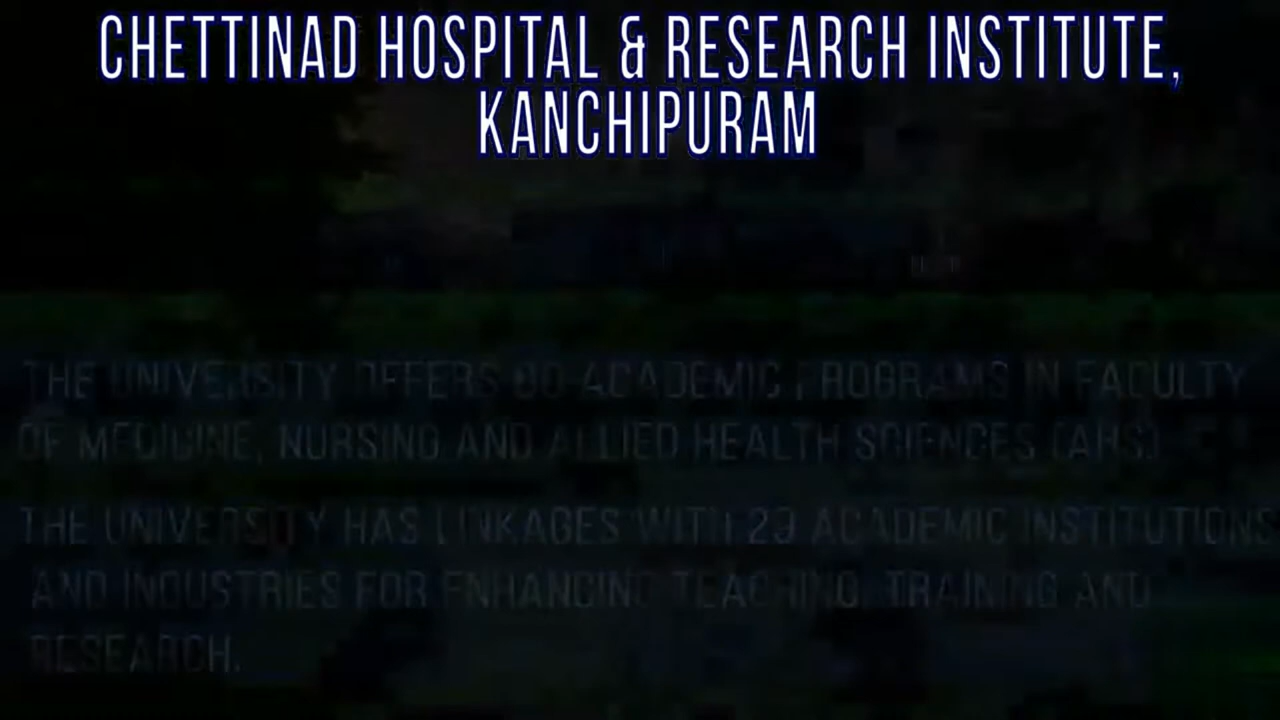 CHETTINAD HOSPITAL & RESEARCH INSTITUTE,
KANCHIPURAM
THE UNIVERSITY OFFERS ACADEMIC PROGRAMS IN FACULTY
OF MEDICINE, NURSING AND ALLIED HEALTH SCIENCES (AHS)
THE UNIVERSITY HAS LINKAGES WITH 23 ACADEMIC INSTITUTIONS
AND INDUSTRIES FOR ENHANCING TEACHING, TRAINING AND
RESEARCH.